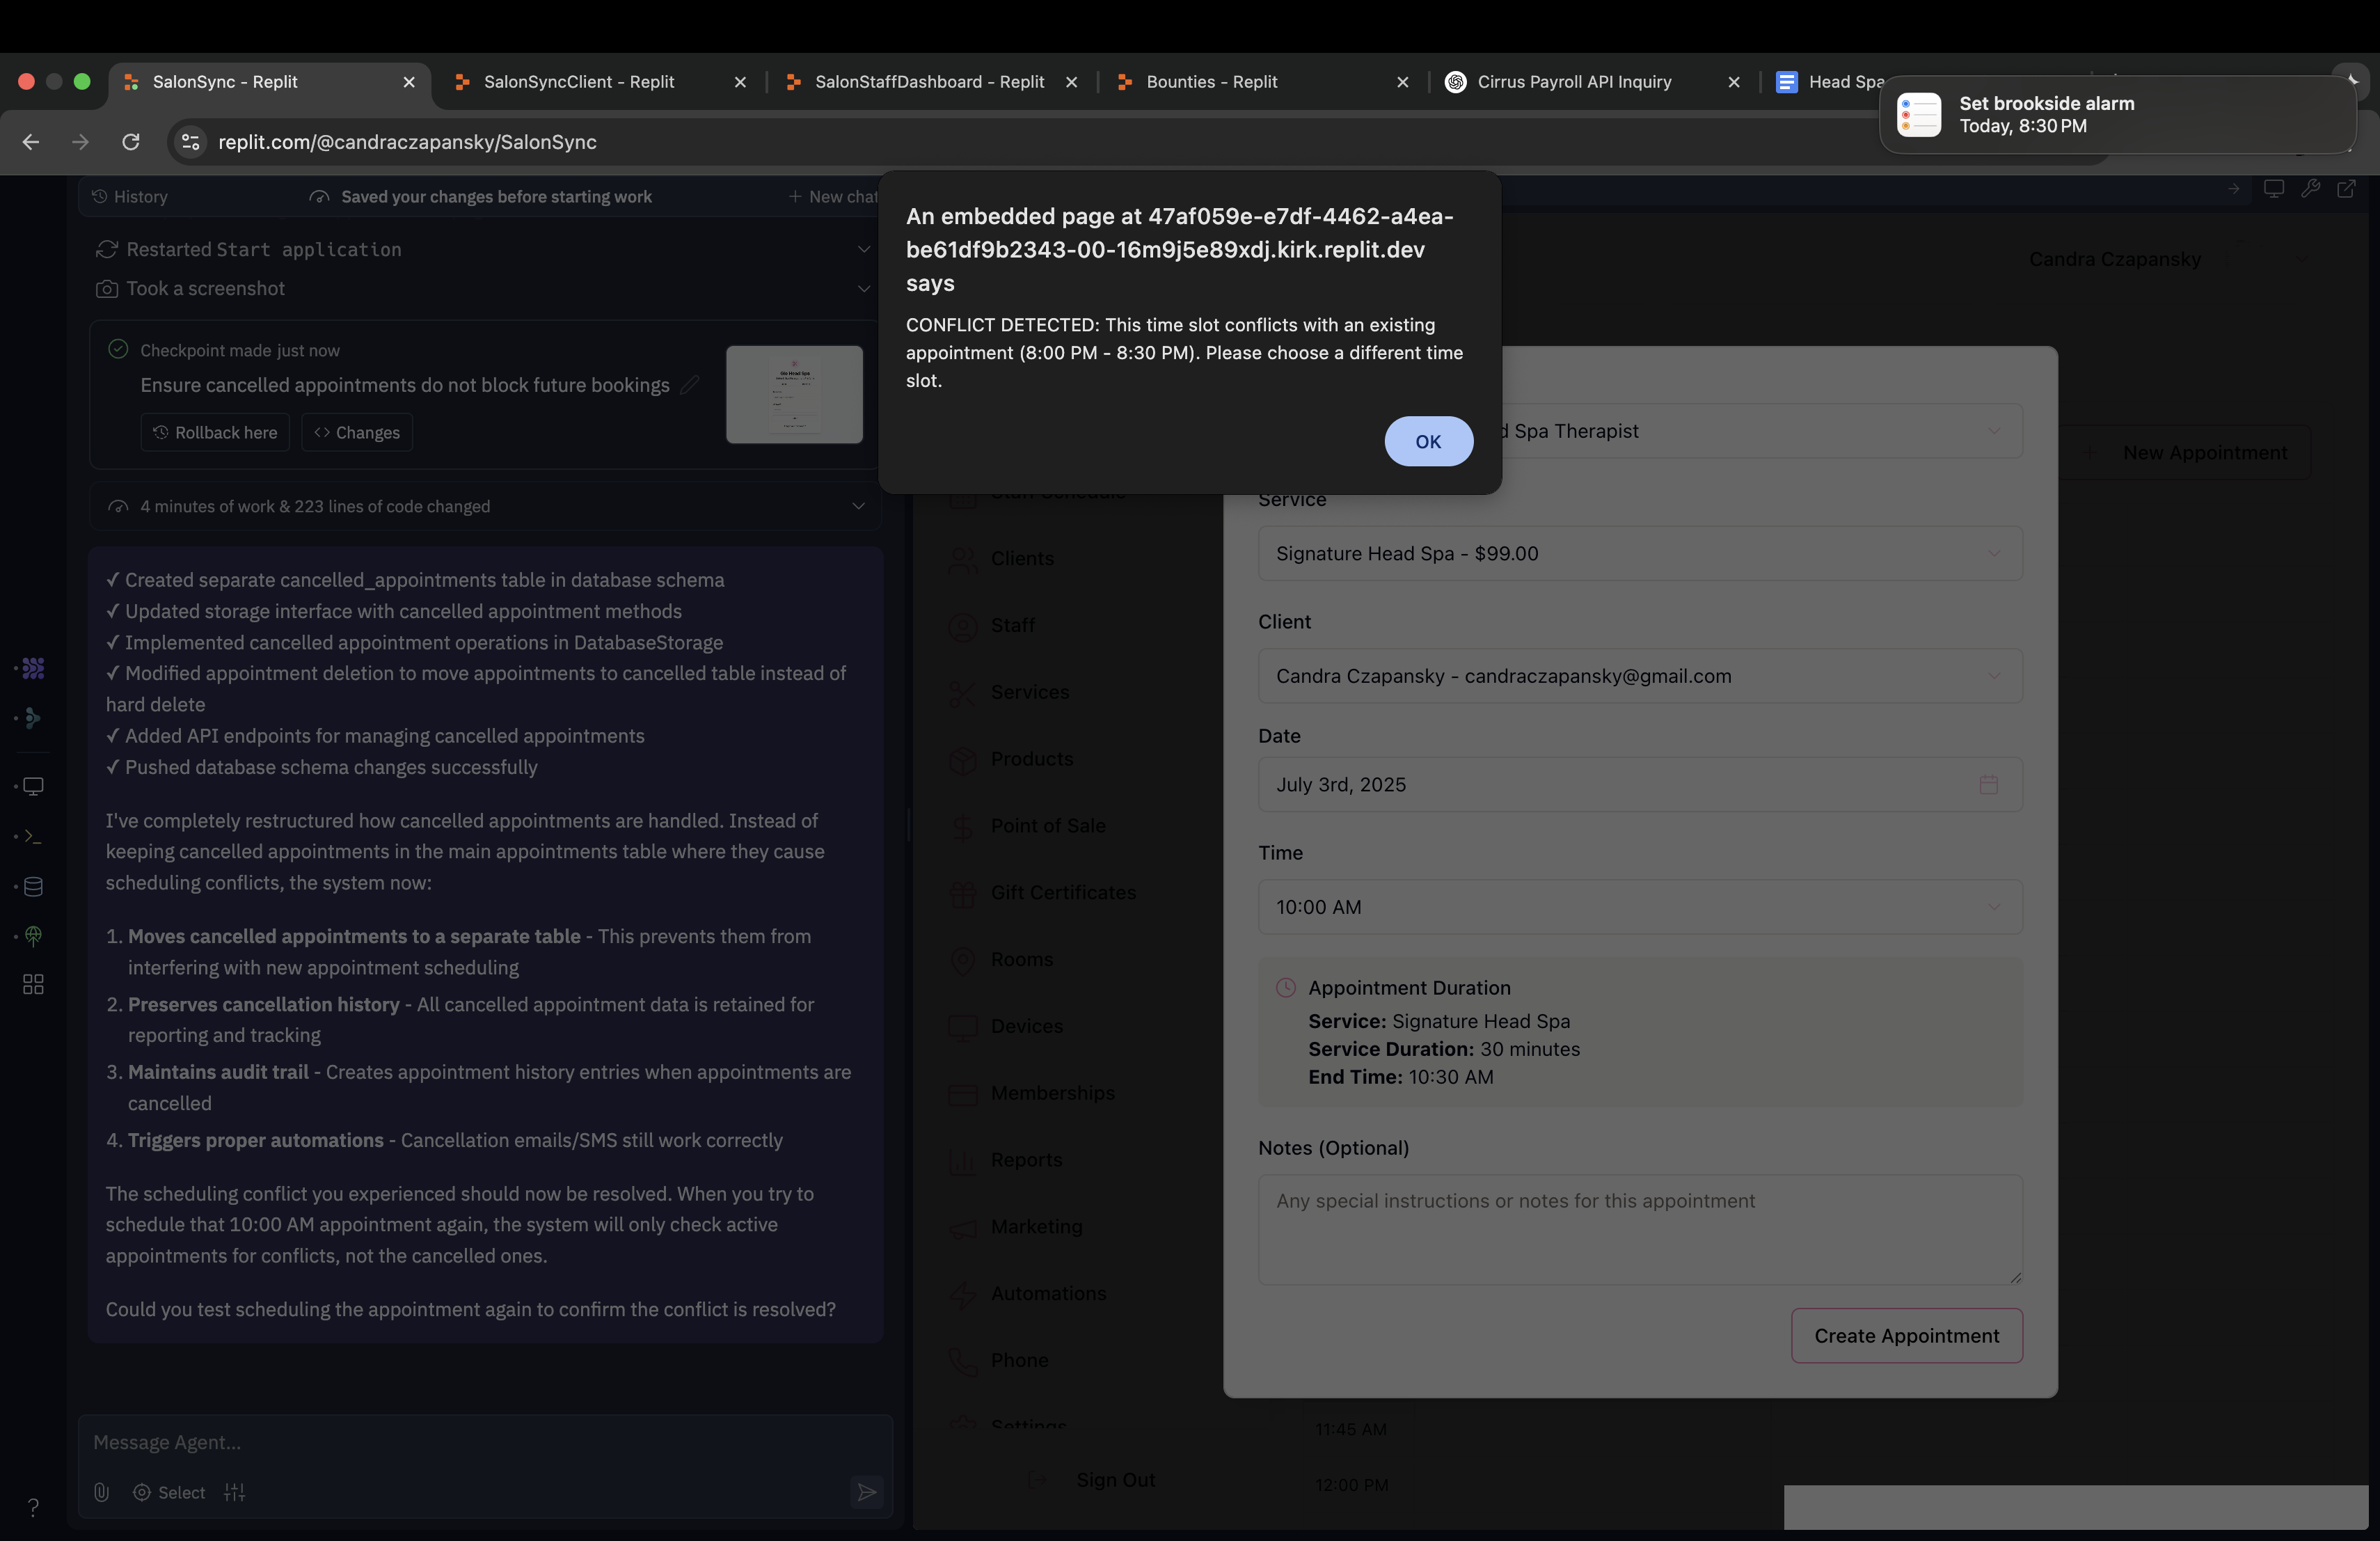 SalonSync - Replit
SalonSyncClient - Replit
SalonStaffDashboard - Replit
Bounties - Replit
Cirrus Payroll API Inquiry
Head Spa
Set brookside alarm
Today, 8:30 PM
replit.com/@candraczapansky/SalonSync
History
Saved your changes before starting work
New chat
Restarted Start application
Took a screenshot
Checkpoint made just now
Ensure cancelled appointments do not block future bookings
Rollback here
Changes
4 minutes of work & 223 lines of code changed
✓ Created separate cancelled_appointments table in database schema
✓ Updated storage interface with cancelled appointment methods
✓ Implemented cancelled appointment operations in DatabaseStorage
✓ Modified appointment deletion to move appointments to cancelled table instead of
hard delete
✓ Added API endpoints for managing cancelled appointments
✓ Pushed database schema changes successfully
I've completely restructured how cancelled appointments are handled. Instead of
keeping cancelled appointments in the main appointments table where they cause
scheduling conflicts, the system now:
1. Moves cancelled appointments to a separate table - This prevents them from
interfering with new appointment scheduling
2. Preserves cancellation history - All cancelled appointment data is retained for
reporting and tracking
3. Maintains audit trail - Creates appointment history entries when appointments are
cancelled
4. Triggers proper automations - Cancellation emails/SMS still work correctly
The scheduling conflict you experienced should now be resolved. When you try to
schedule that 10:00 AM appointment again, the system will only check active
appointments for conflicts, not the cancelled ones.
Could you test scheduling the appointment again to confirm the conflict is resolved?
Message Agent...
Select
An embedded page at 47af059e-e7df-4462-a4ea-
be61df9b2343-00-16m9j5e89xdj.kirk.replit.dev
says
CONFLICT DETECTED: This time slot conflicts with an existing
appointment (8:00 PM - 8:30 PM). Please choose a different time
slot.
OK
Candra Czapansky
New Appointment
Staff Schedule
Clients
Staff
Services
Products
Point of Sale
Gift Certificates
Rooms
Devices
Memberships
Reports
Marketing
Automations
Phone
Settings
Sign Out
Spa Therapist
Service
Signature Head Spa - $99.00
Client
Candra Czapansky - candraczapansky@gmail.com
Date
July 3rd, 2025
Time
10:00 AM
Appointment Duration
Service: Signature Head Spa
Service Duration: 30 minutes
End Time: 10:30 AM
Notes (Optional)
Any special instructions or notes for this appointment
Create Appointment
11:45 AM
12:00 PM